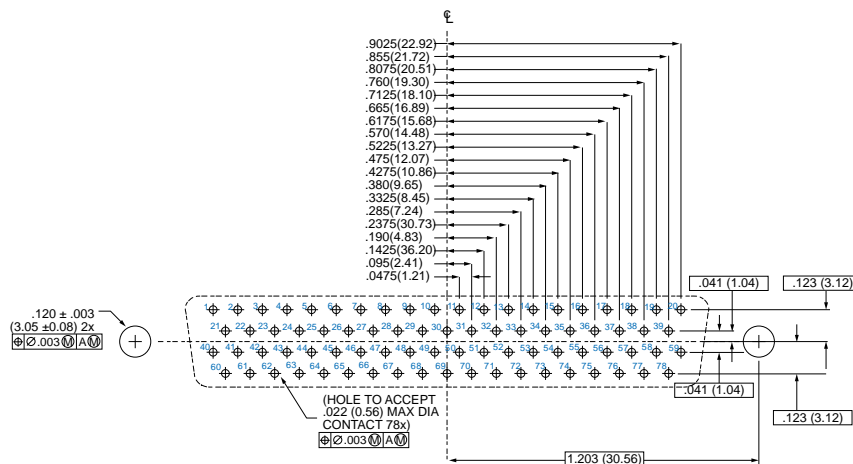 ℄
.9025(22.92)
.855(21.72)
.8075(20.51)
.760(19.30)
.7125(18.10)
.665(16.89)
.6175(15.68)
.570(14.48)
.5225(13.27)
.475(12.07)
.4275(10.86)
.380(9.65)
.3325(8.45)
.285(7.24)
.2375(30.73)
.190(4.83)
.1425(36.20)
.095(2.41)
.0475(1.21)
.041 (1.04)
.123 (3.12)
.120 ± .003
(3.05 ±0.08) 2x
⌖ ∅.003 Ⓜ A Ⓜ
1 2 3 4 5 6 7 8 9 10 11 12 13 14 15 16 17 18 19 20
21 22 23 24 25 26 27 28 29 30 31 32 33 34 35 36 37 38 39
40 41 42 43 44 45 46 47 48 49 50 51 52 53 54 55 56 57 58 59
60 61 62 63 64 65 66 67 68 69 70 71 72 73 74 75 76 77 78
.041 (1.04)
.123 (3.12)
(HOLE TO ACCEPT
.022 (0.56) MAX DIA
CONTACT 78x)
⌖ ∅.003 Ⓜ A Ⓜ
1.203 (30.56)